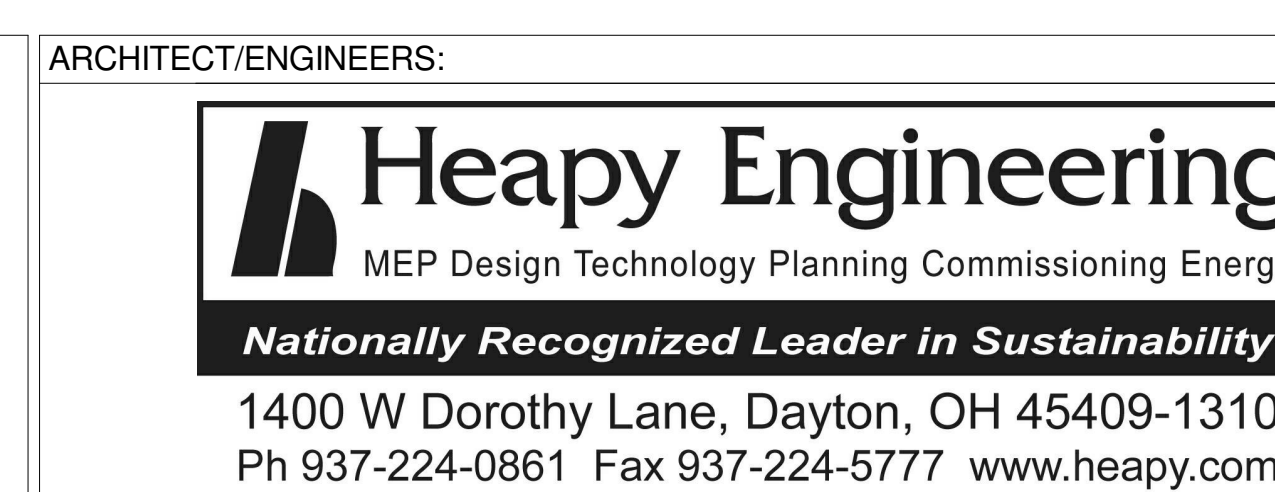 ARCHITECT/ENGINEERS:
Heapy Engineering
MEP Design Technology Planning Commissioning Energ
Nationally Recognized Leader in Sustainability
1400 W Dorothy Lane, Dayton, OH 45409-1310
Ph 937-224-0861 Fax 937-224-5777 www.heapy.com